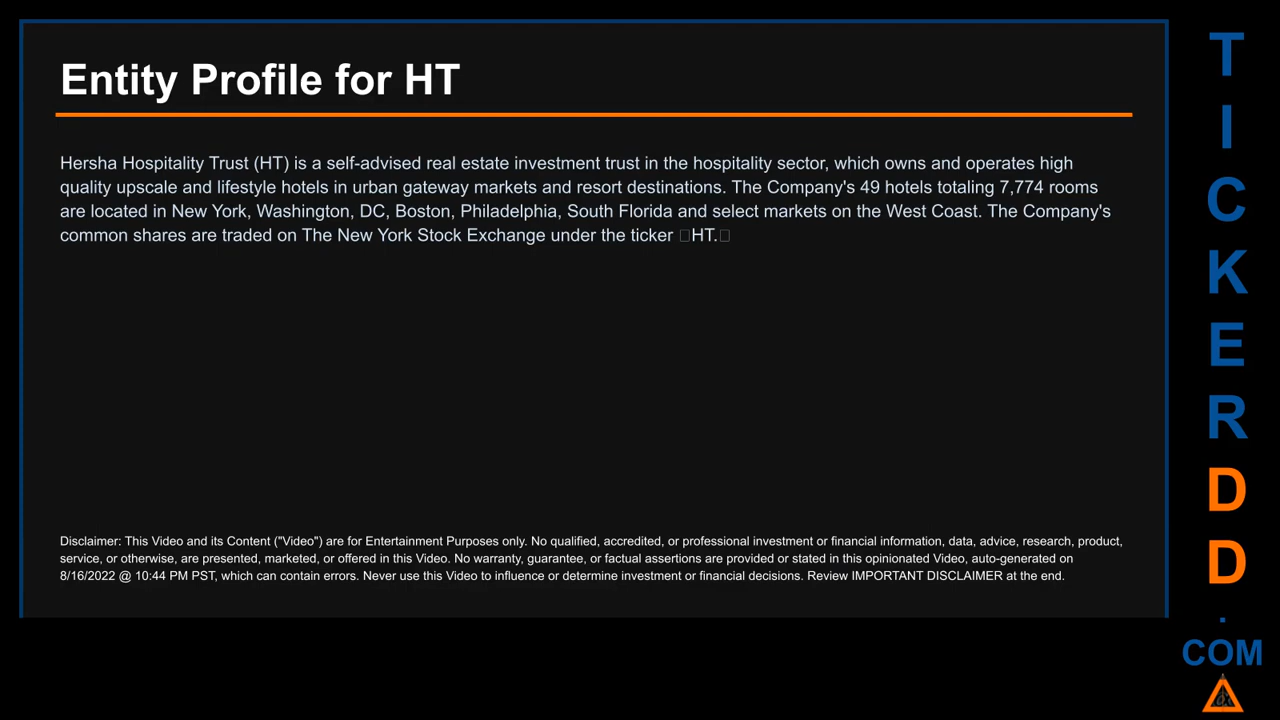 Entity Profile for HT
Hersha Hospitality Trust (HT) is a self-advised real estate investment trust in the hospitality sector, which owns and operates high
quality upscale and lifestyle hotels in urban gateway markets and resort destinations. The Company's 49 hotels totaling 7,774 rooms
are located in New York, Washington, DC, Boston, Philadelphia, South Florida and select markets on the West Coast. The Company's
common shares are traded on The New York Stock Exchange under the ticker □HT.□
Disclaimer: This Video and its Content ("Video") are for Entertainment Purposes only. No qualified, accredited, or professional investment or financial information, data, advice, research, product,
service, or otherwise, are presented, marketed, or offered in this Video. No warranty, guarantee, or factual assertions are provided or stated in this opinionated Video, auto-generated on
8/16/2022 @ 10:44 PM PST, which can contain errors. Never use this Video to influence or determine investment or financial decisions. Review IMPORTANT DISCLAIMER at the end.
T
I
C
K
E
R
D
D
.
COM